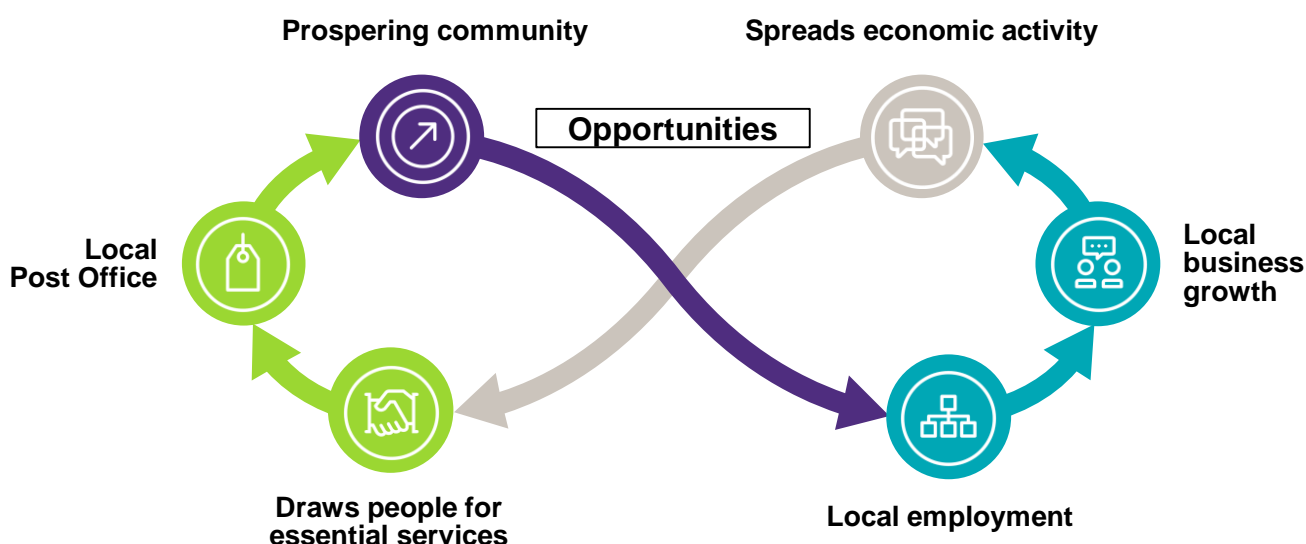 Prospering community
Spreads economic activity
Opportunities
Local
Post Office
Local
business
growth
Draws people for
essential services
Local employment